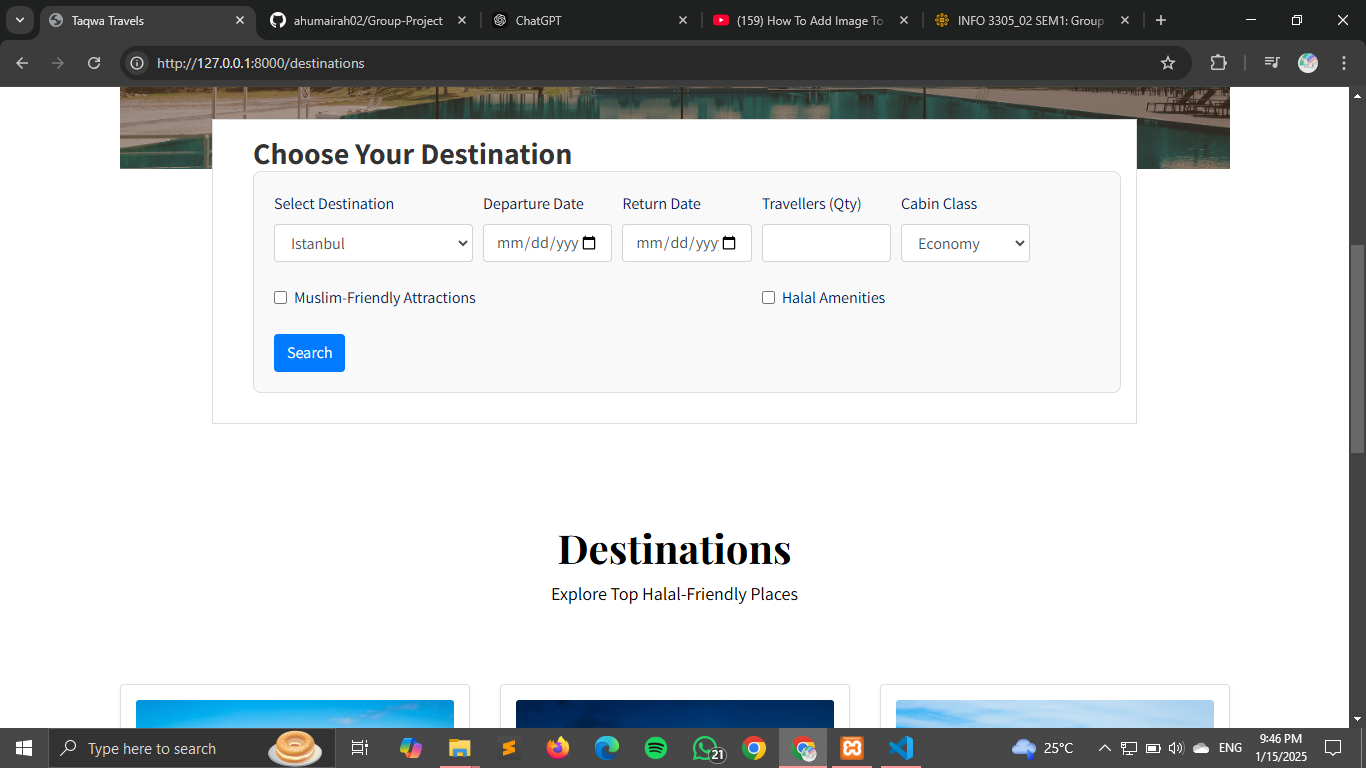 Taqwa Travels
ahumairah02/Group-Project
ChatGPT
(159) How To Add Image To
INFO 3305_02 SEM1: Group
http://127.0.0.1:8000/destinations
Choose Your Destination
Select Destination Departure Date Return Date Travellers (Qty) Cabin Class
Istanbul mm/dd/yyy mm/dd/yyy Economy
Muslim-Friendly Attractions Halal Amenities
Search
Destinations
Explore Top Halal-Friendly Places
Type here to search
21
25°C
ENG
9:46 PM
1/15/2025